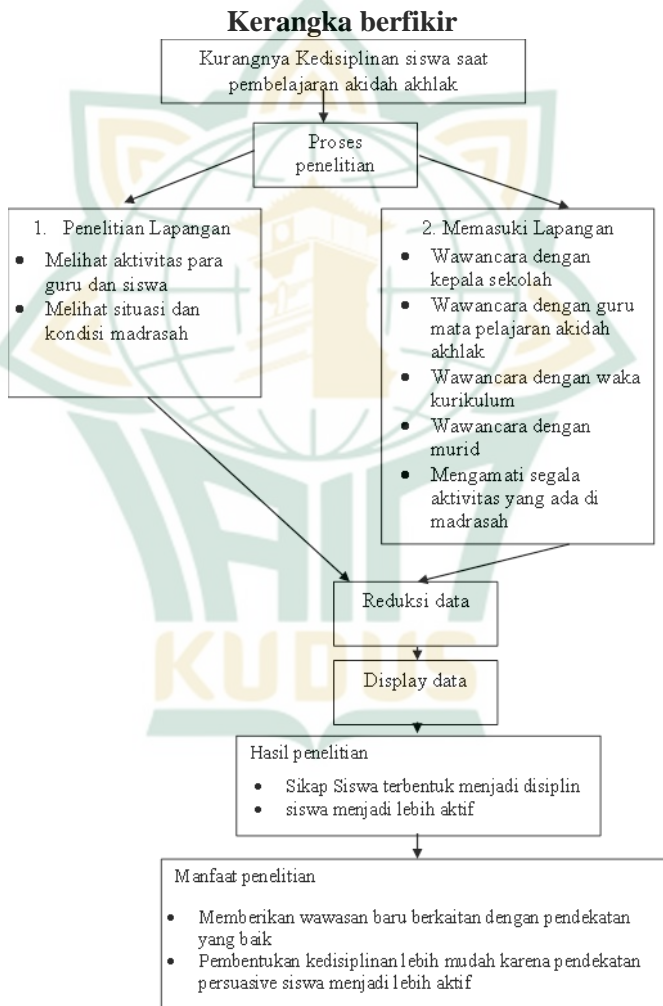 Kerangka berfikir
Kurangnya Kedisiplinan siswa saat
pembelajaran akidah akhlak
Proses
penelitian
1. Penelitian Lapangan
• Melihat aktivitas para
guru dan siswa
• Melihat situasi dan
kondisi madrasah
2. Memasuki Lapangan
• Wawancara dengan
kepala sekolah
• Wawancara dengan guru
mata pelajaran akidah
akhlak
• Wawancara dengan waka
kurikulum
• Wawancara dengan
murid
• Mengamati segala
aktivitas yang ada di
madrasah
Reduksi data
Display data
Hasil penelitian
• Sikap Siswa terbentuk menjadi disiplin
• siswa menjadi lebih aktif
Manfaat penelitian
• Memberikan wawasan baru berkaitan dengan pendekatan
yang baik
• Pembentukan kedisiplinan lebih mudah karena pendekatan
persuasive siswa menjadi lebih aktif
IAIN
KUDUS